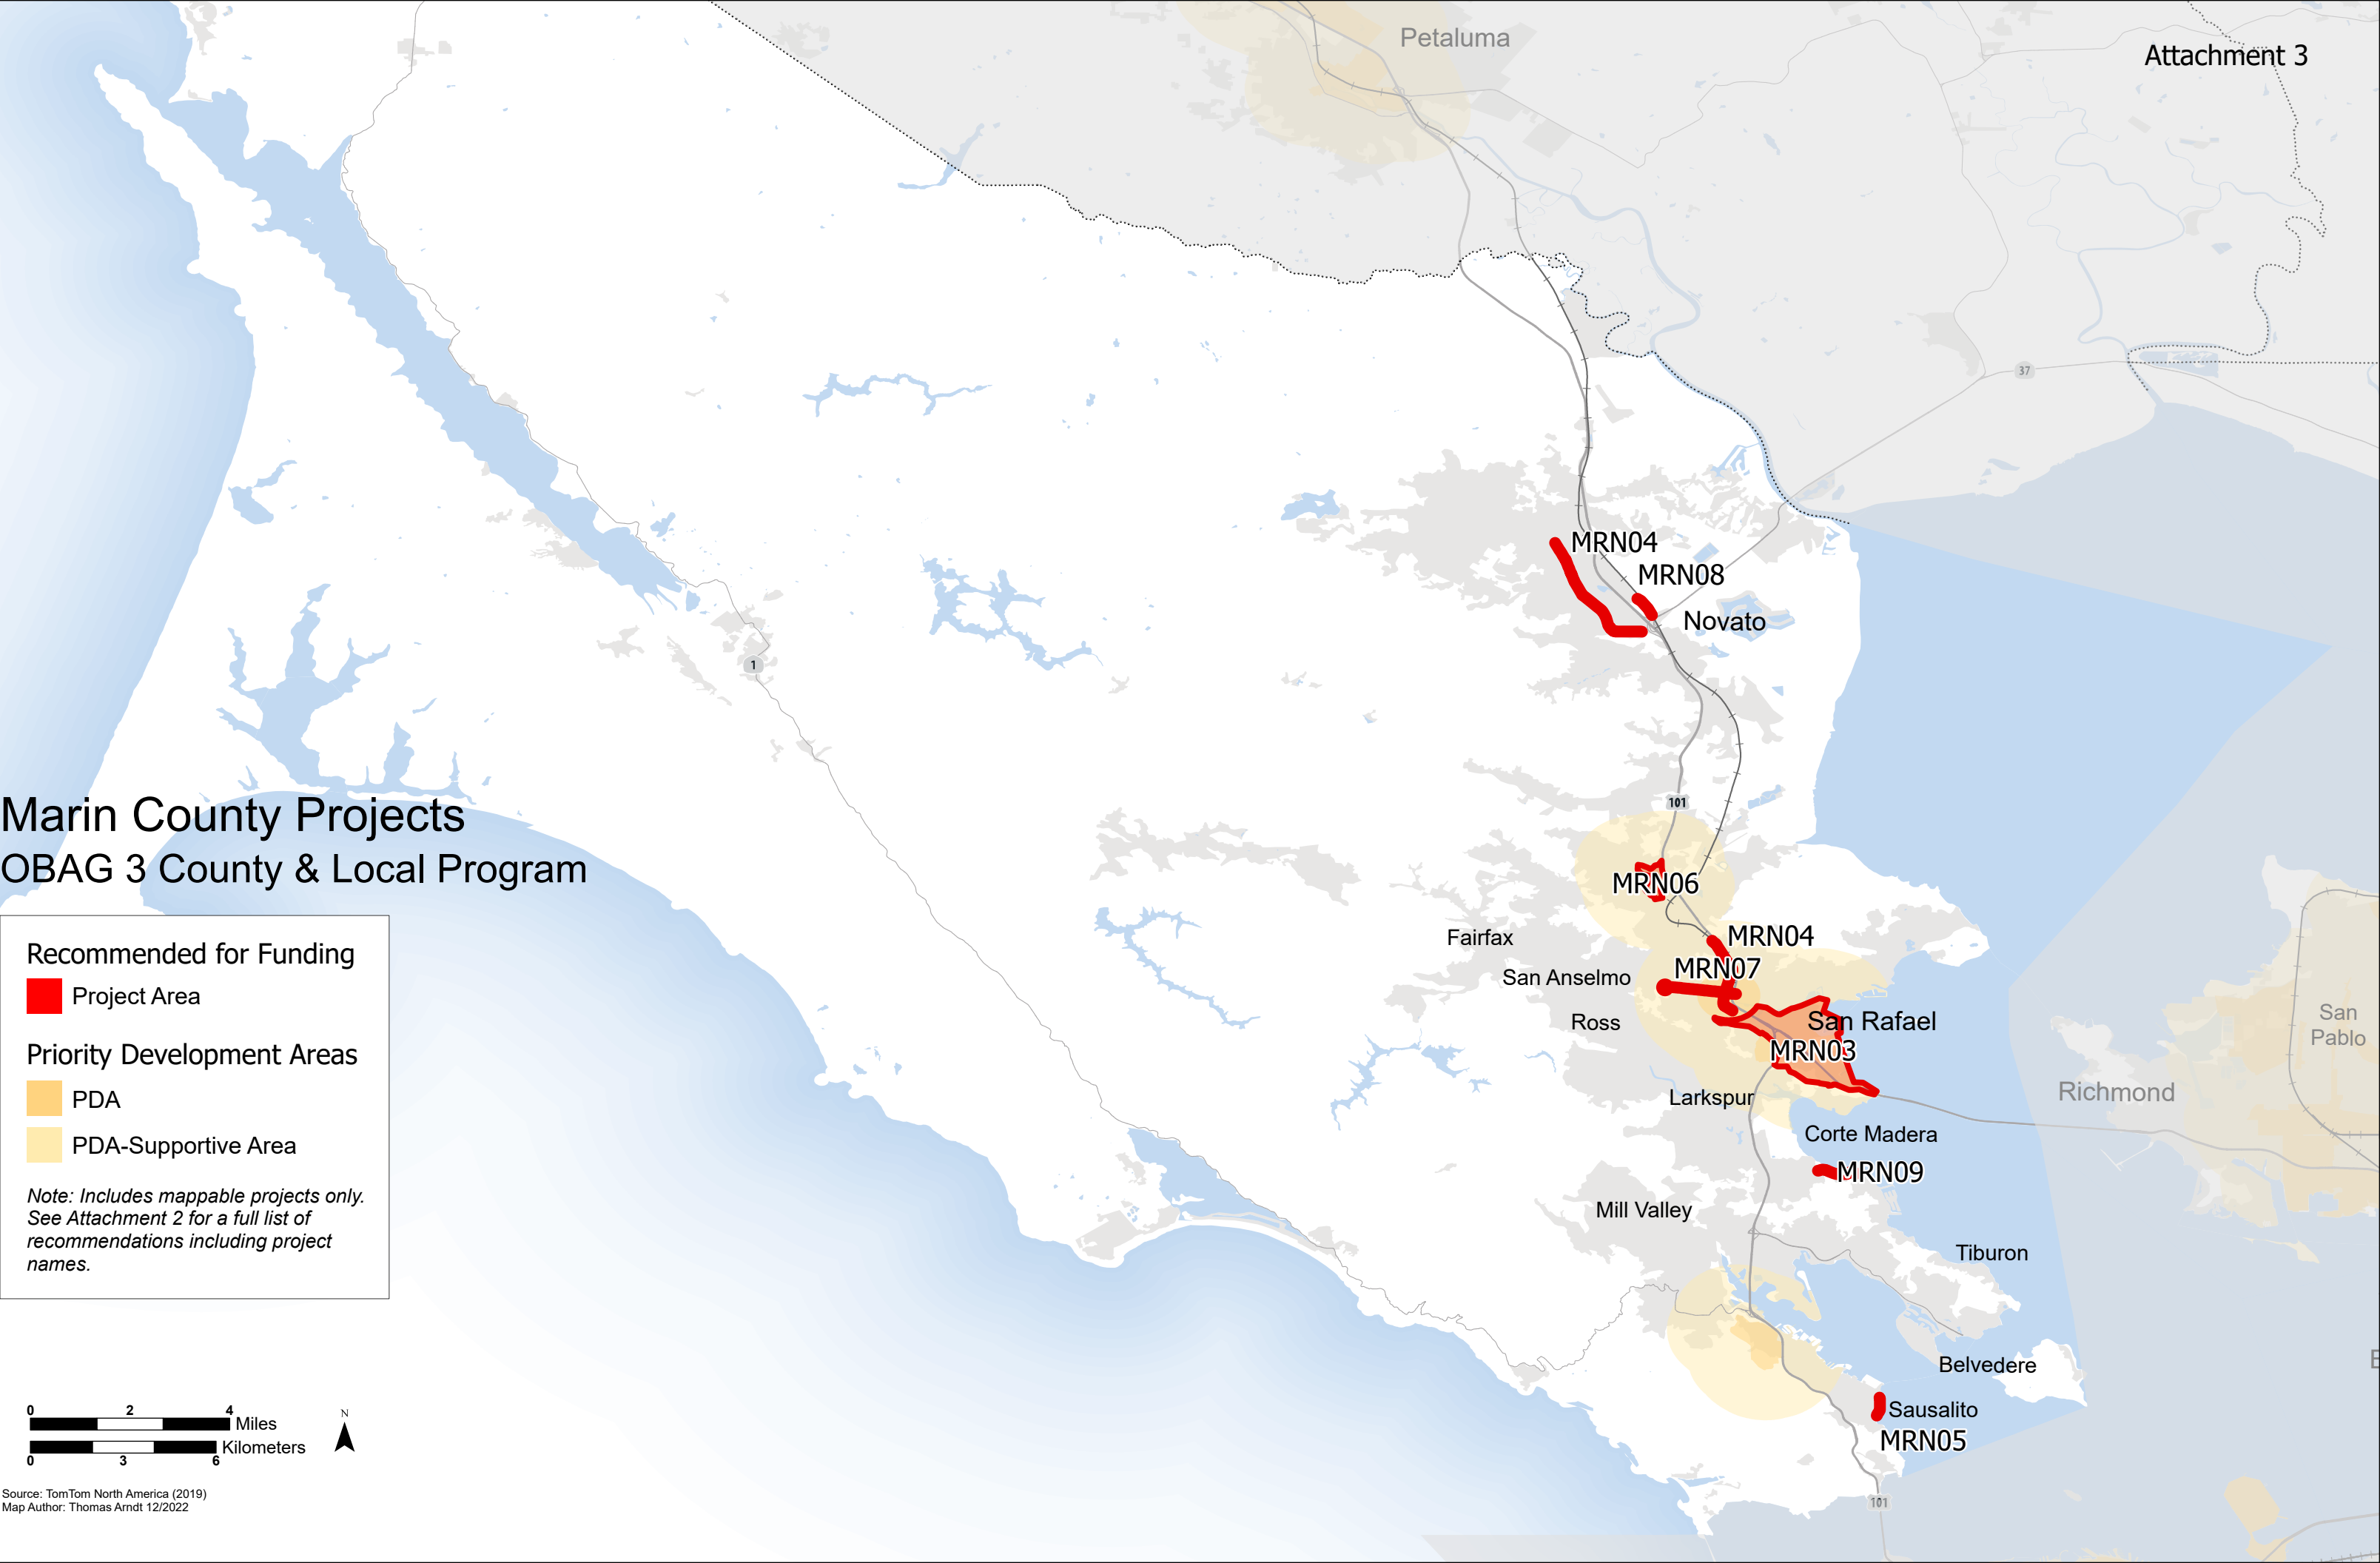 Petaluma
Attachment 3
37
MRN04
MRN08
Novato
1
101
Marin County Projects
OBAG 3 County & Local Program
MRN06
Fairfax
MRN04
San Anselmo
MRN07
Ross
San Rafael
San
Pablo
MRN03
Larkspur
Richmond
Corte Madera
MRN09
Mill Valley
Tiburon
Belvedere
Sausalito
MRN05
101
Recommended for Funding
Project Area
Priority Development Areas
PDA
PDA-Supportive Area
Note: Includes mappable projects only.
See Attachment 2 for a full list of
recommendations including project
names.
0 2 4
Miles
Kilometers
0 3 6
N
Source: TomTom North America (2019)
Map Author: Thomas Arndt 12/2022